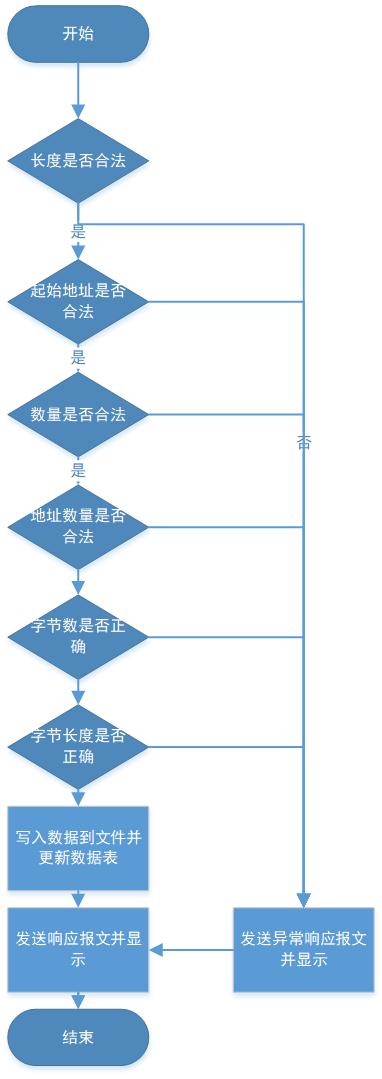 开始
长度是否合法
是
起始地址是否
合法
是
数量是否合法
否
是
地址数量是否
合法
字节数是否正
确
字节长度是否
正确
写入数据到文件并
更新数据表
发送响应报文并显
示
发送异常响应报文
并显示
结束